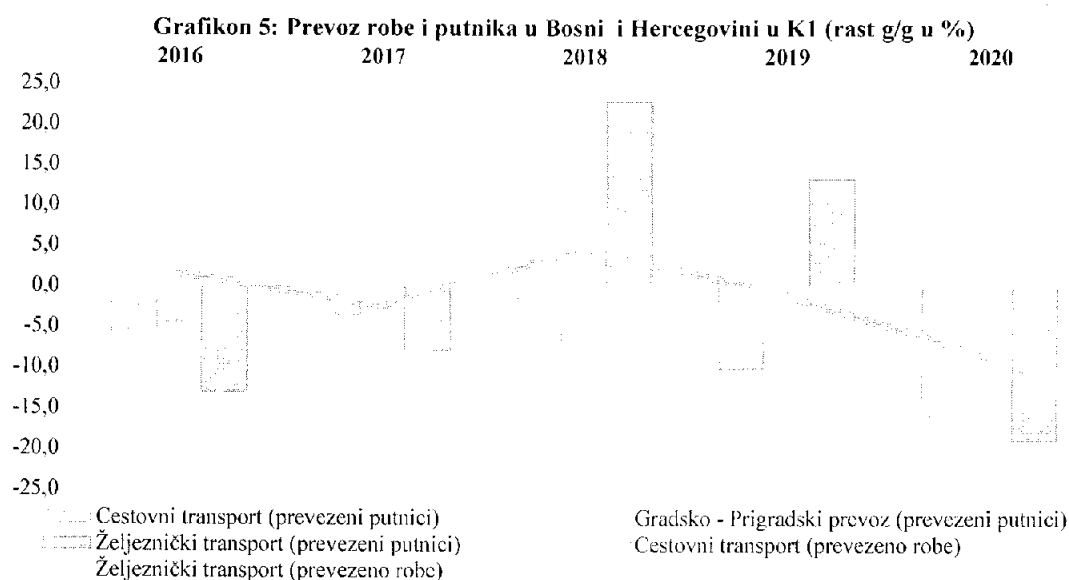 Grafikon 5: Prevoz robe i putnika u Bosni i Hercegovini u K1 (rast g/g u %)
2016 2017 2018 2019 2020
25,0
20,0
15,0
10,0
5,0
0,0
-5,0
-10,0
-15,0
-20,0
-25,0
Cestovni transport (prevezeni putnici) Gradsko - Prigradski prevoz (prevezeni putnici)
Željeznički transport (prevezeni putnici) Cestovni transport (prevezeno robe)
Željeznički transport (prevezeno robe)